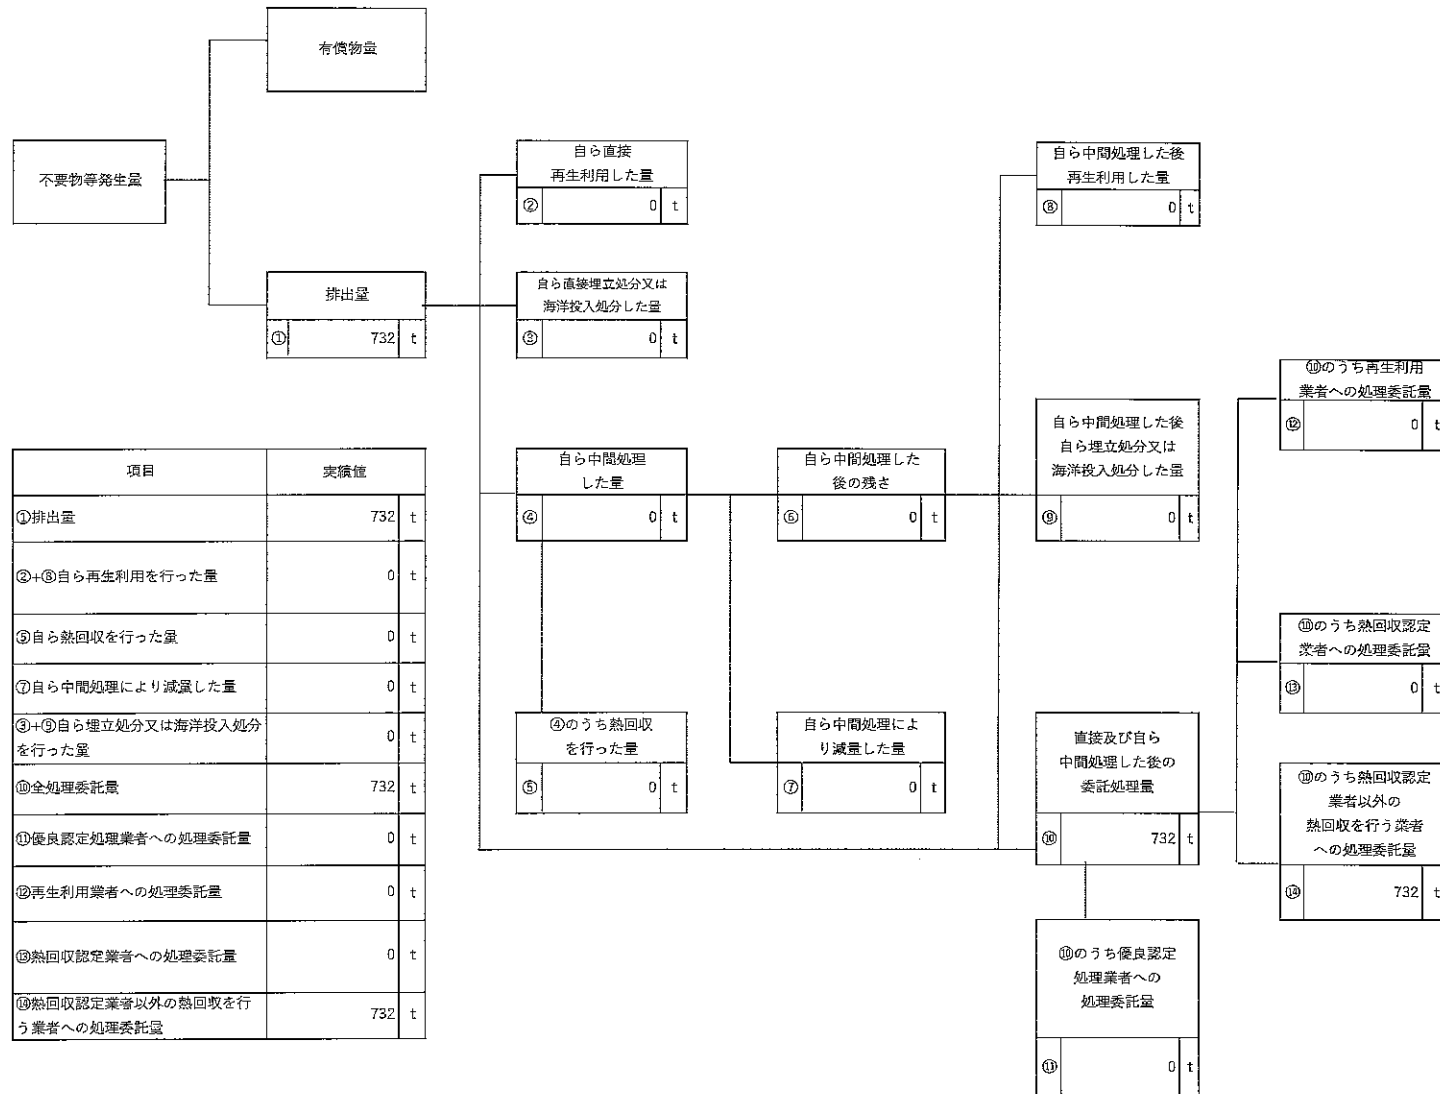 有償物量
不要物等発生量
排出量
① 732 t
自ら直接
再生利用した量
② 0 t
自ら直接埋立処分又は
海洋投入処分した量
③ 0 t
自ら中間処理
した量
④ 0 t
④のうち熱回収
を行った量
⑤ 0 t
自ら中間処理した
後の残さ
⑥ 0 t
自ら中間処理によ
り減量した量
⑦ 0 t
自ら中間処理した後
再生利用した量
⑧ 0 t
自ら中間処理した後
自ら埋立処分又は
海洋投入処分した量
⑨ 0 t
直接及び自ら
中間処理した後の
委託処理量
⑩ 732 t
⑩のうち優良認定
処理業者への
処理委託量
⑪ 0 t
⑩のうち再生利用
業者への処理委託量
⑫ 0 t
⑩のうち熱回収認定
業者への処理委託量
⑬ 0 t
⑩のうち熱回収認定
業者以外の
熱回収を行う業者
への処理委託量
⑭ 732 t
項目 実績値
①排出量 732 t
②+⑧自ら再生利用を行った量 0 t
⑤自ら熱回収を行った量 0 t
⑦自ら中間処理により減量した量 0 t
③+⑨自ら埋立処分又は海洋投入処分
を行った量 0 t
⑩全処理委託量 732 t
⑪優良認定処理業者への処理委託量 0 t
⑫再生利用業者への処理委託量 0 t
⑬熱回収認定業者への処理委託量 0 t
⑭熱回収認定業者以外の熱回収を行
う業者への処理委託量 732 t